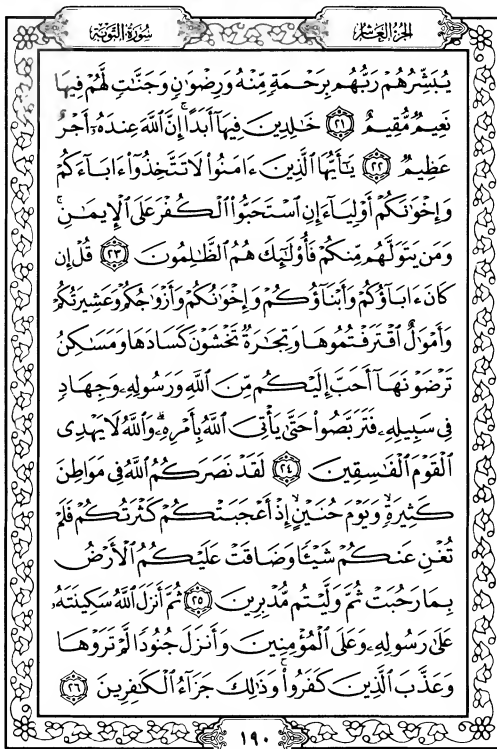 الجزء العاشر
سورة التوبة
يُبَشِّرُهُمْ رَبُّهُم بِرَحْمَةٍ مِّنْهُ وَرِضْوَٰنٍ وَجَنَّٰتٍ لَّهُمْ فِيهَا
نَعِيمٌ مُّقِيمٌ ٢١ خَٰلِدِينَ فِيهَآ أَبَدًا ۚ إِنَّ ٱللَّهَ عِندَهُۥٓ أَجْرٌ
عَظِيمٌ ٢٢ يَٰٓأَيُّهَا ٱلَّذِينَ ءَامَنُوا۟ لَا تَتَّخِذُوٓا۟ ءَابَآءَكُمْ
وَإِخْوَٰنَكُمْ أَوْلِيَآءَ إِنِ ٱسْتَحَبُّوا۟ ٱلْكُفْرَ عَلَى ٱلْإِيمَٰنِ ۚ
وَمَن يَتَوَلَّهُم مِّنكُمْ فَأُو۟لَٰٓئِكَ هُمُ ٱلظَّٰلِمُونَ ٢٣ قُلْ إِن
كَانَ ءَابَآؤُكُمْ وَأَبْنَآؤُكُمْ وَإِخْوَٰنُكُمْ وَأَزْوَٰجُكُمْ وَعَشِيرَتُكُمْ
وَأَمْوَٰلٌ ٱقْتَرَفْتُمُوهَا وَتِجَٰرَةٌ تَخْشَوْنَ كَسَادَهَا وَمَسَٰكِنُ
تَرْضَوْنَهَآ أَحَبَّ إِلَيْكُم مِّنَ ٱللَّهِ وَرَسُولِهِۦ وَجِهَادٍ
فِى سَبِيلِهِۦ فَتَرَبَّصُوا۟ حَتَّىٰ يَأْتِىَ ٱللَّهُ بِأَمْرِهِۦ ۗ وَٱللَّهُ لَا يَهْدِى
ٱلْقَوْمَ ٱلْفَٰسِقِينَ ٢٤ لَقَدْ نَصَرَكُمُ ٱللَّهُ فِى مَوَاطِنَ
كَثِيرَةٍ ۙ وَيَوْمَ حُنَيْنٍ ۙ إِذْ أَعْجَبَتْكُمْ كَثْرَتُكُمْ فَلَمْ
تُغْنِ عَنكُمْ شَيْـًٔا وَضَاقَتْ عَلَيْكُمُ ٱلْأَرْضُ
بِمَا رَحُبَتْ ثُمَّ وَلَّيْتُم مُّدْبِرِينَ ٢٥ ثُمَّ أَنزَلَ ٱللَّهُ سَكِينَتَهُۥ
عَلَىٰ رَسُولِهِۦ وَعَلَى ٱلْمُؤْمِنِينَ وَأَنزَلَ جُنُودًا لَّمْ تَرَوْهَا
وَعَذَّبَ ٱلَّذِينَ كَفَرُوا۟ ۚ وَذَٰلِكَ جَزَآءُ ٱلْكَٰفِرِينَ ٢٦
١٩٠